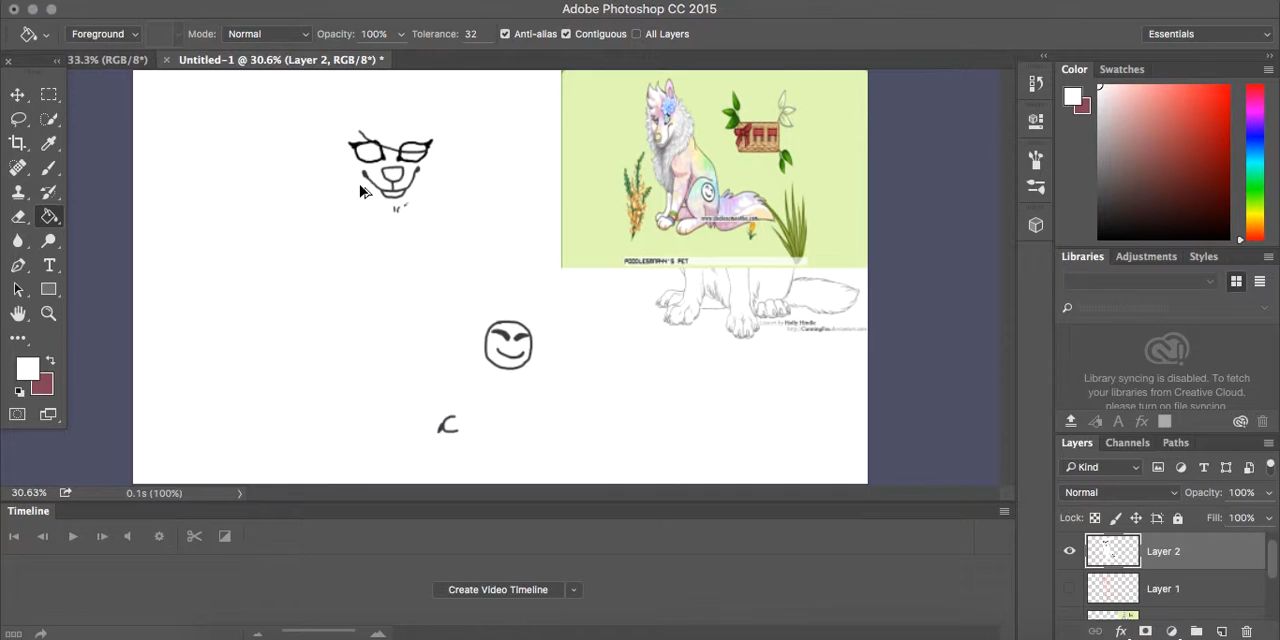 Adobe Photoshop CC 2015
Foreground Mode: Normal Opacity: 100% Tolerance: 32 Anti-alias Contiguous All Layers Essentials
33.3% (RGB/8*) × Untitled-1 @ 30.6% (Layer 2, RGB/8*) *
Color Swatches
Libraries Adjustments Styles
Library syncing is disabled. To fetch
your libraries from Creative Cloud,
please turn on file syncing
Layers Channels Paths
Kind
Normal Opacity: 100%
Lock: Fill: 100%
Layer 2
Layer 1
30.63% 0.1s (100%)
Timeline
Create Video Timeline